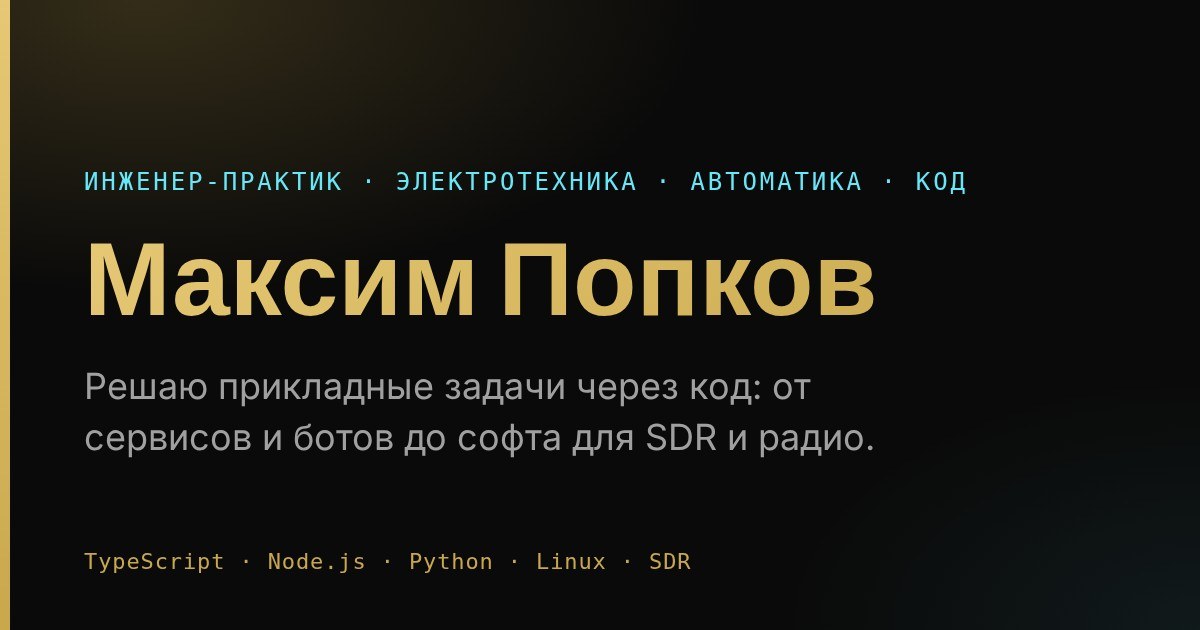 ИНЖЕНЕР-ПРАКТИК · ЭЛЕКТРОТЕХНИКА · АВТОМАТИКА · КОД
Максим Попков
Решаю прикладные задачи через код: от
сервисов и ботов до софта для SDR и радио.
TypeScript · Node.js · Python · Linux · SDR